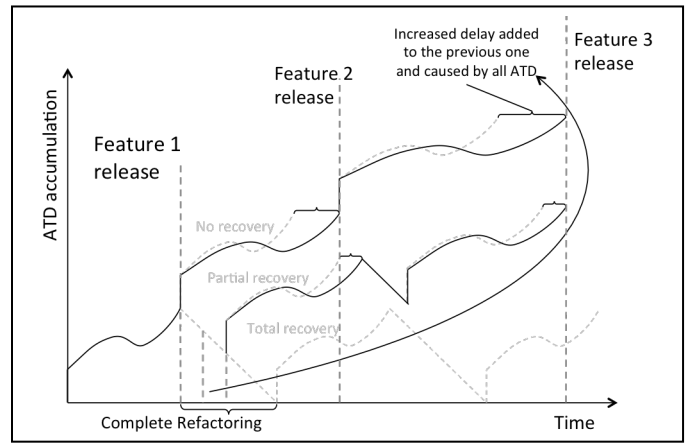 Increased delay added
to the previous one
and caused by all ATD
Feature 3
release
Feature 2
release
Feature 1
release
ATD accumulation
No recovery
Partial recovery
Total recovery
Complete Refactoring
Time